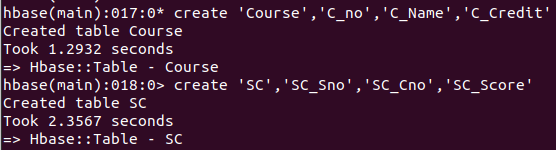 hbase(main):017:0* create 'Course','C_no','C_Name','C_Credit'
Created table Course
Took 1.2932 seconds
=> Hbase::Table - Course
hbase(main):018:0> create 'SC','SC_Sno','SC_Cno','SC_Score'
Created table SC
Took 2.3567 seconds
=> Hbase::Table - SC